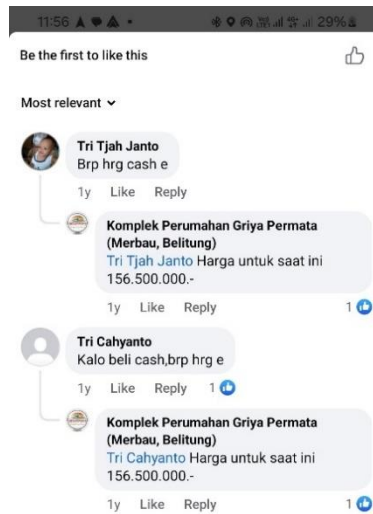 11:56
29%
Be the first to like this
Most relevant
Tri Tjah Janto
Brp hrg cash e
1y Like Reply
Komplek Perumahan Griya Permata
(Merbau, Belitung)
Tri Tjah Janto Harga untuk saat ini
156.500.000.-
1y Like Reply 1
Tri Cahyanto
Kalo beli cash,brp hrg e
1y Like Reply 1
Komplek Perumahan Griya Permata
(Merbau, Belitung)
Tri Cahyanto Harga untuk saat ini
156.500.000.-
1y Like Reply 1